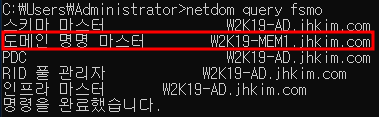 C:\Users\Administrator>netdom query fsmo
스키마 마스터 W2K19-AD.jhkim.com
도메인 명명 마스터 W2K19-MEM1.jhkim.com
PDC W2K19-AD.jhkim.com
RID 풀 관리자 W2K19-AD.jhkim.com
인프라 마스터 W2K19-AD.jhkim.com
명령을 완료했습니다.